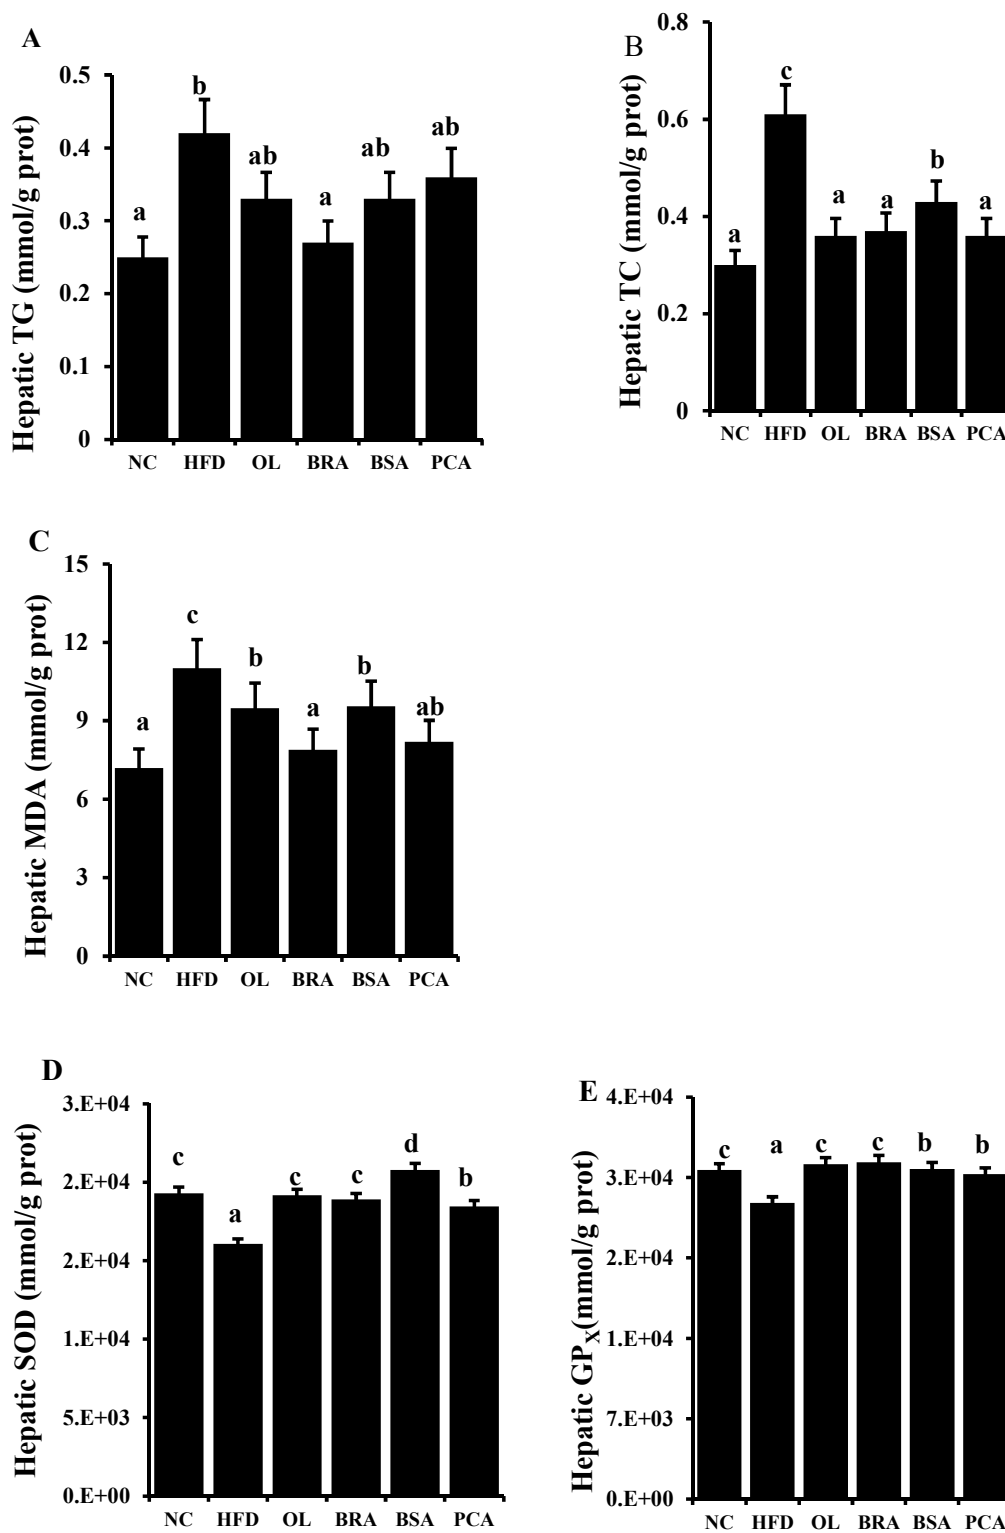 A
Hepatic TG (mmol/g prot)
0.5
0.4
0.3
0.2
0.1
0
a
b
ab
a
ab
ab
NC HFD OL BRA BSA PCA
B
Hepatic TC (mmol/g prot)
0.8
0.6
0.4
0.2
0
a
c
a
a
b
a
NC HFD OL BRA BSA PCA
C
Hepatic MDA (mmol/g prot)
15
12
9
6
3
0
a
c
b
a
b
ab
NC HFD OL BRA BSA PCA
D
Hepatic SOD (mmol/g prot)
3.E+04
2.E+04
2.E+04
1.E+04
5.E+03
0.E+00
c
a
c
c
d
b
NC HFD OL BRA BSA PCA
E
Hepatic GPX(mmol/g prot)
4.E+04
3.E+04
2.E+04
1.E+04
7.E+03
0.E+00
c
a
c
c
b
b
NC HFD OL BRA BSA PCA